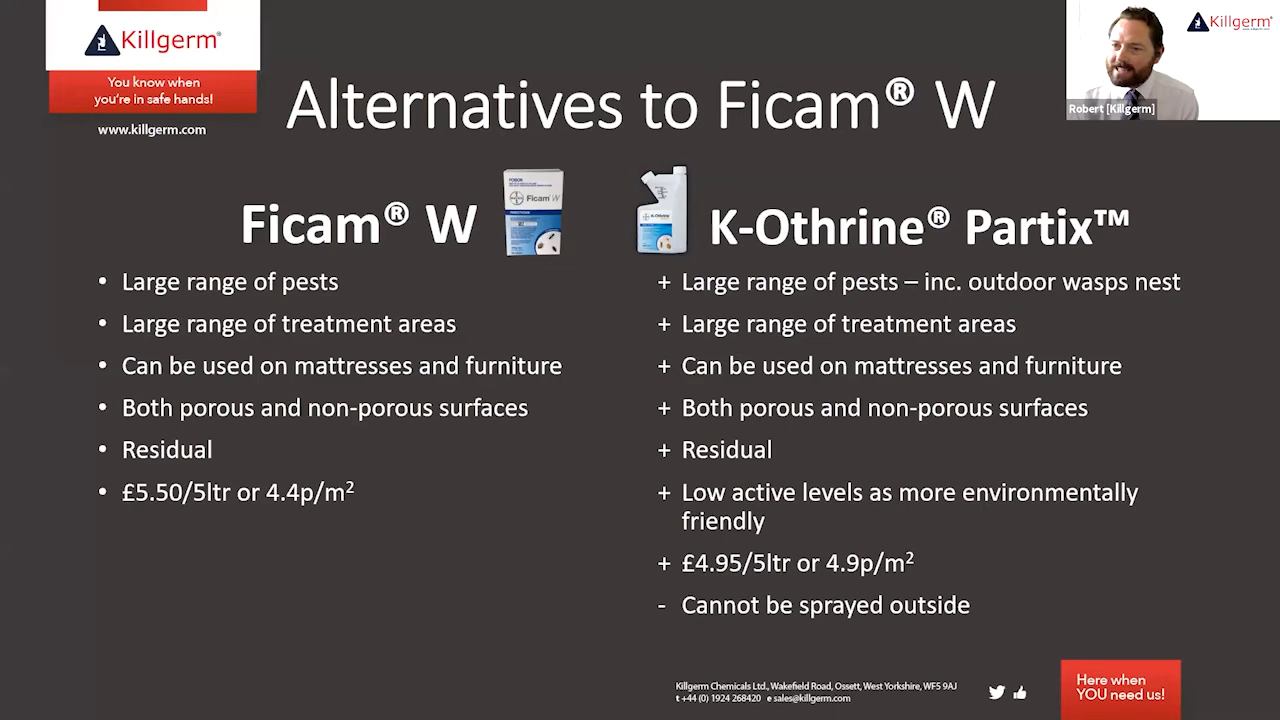 Killgerm®
You know when
you're in safe hands!
www.killgerm.com
Alternatives to Ficam® W
Killgerm®
Robert [Killgerm]
Ficam® W
POISON
Ficam® W
K-Othrine
K-Othrine® Partix™
• Large range of pests
• Large range of treatment areas
• Can be used on mattresses and furniture
• Both porous and non-porous surfaces
• Residual
• £5.50/5ltr or 4.4p/m²
+ Large range of pests – inc. outdoor wasps nest
+ Large range of treatment areas
+ Can be used on mattresses and furniture
+ Both porous and non-porous surfaces
+ Residual
+ Low active levels as more environmentally
friendly
+ £4.95/5ltr or 4.9p/m²
- Cannot be sprayed outside
Killgerm Chemicals Ltd., Wakefield Road, Ossett, West Yorkshire, WF5 9AJ
t +44 (0) 1924 268420 e sales@killgerm.com
Here when
YOU need us!